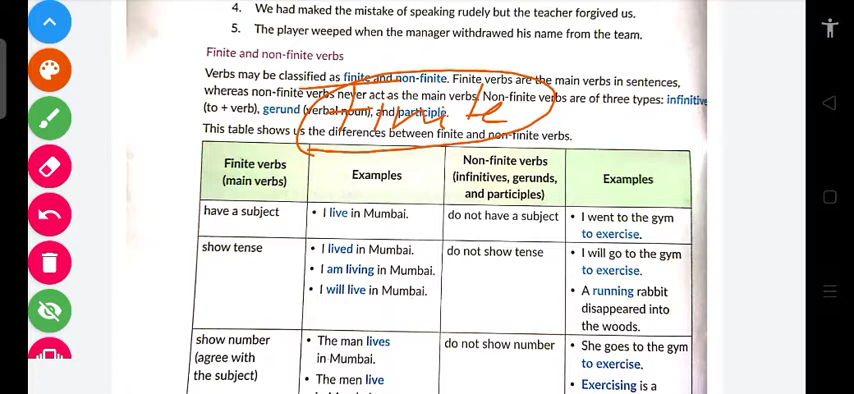 4. We had maked the mistake of speaking rudely but the teacher forgived us.
5. The player weeped when the manager withdrawed his name from the team.
Finite and non-finite verbs
Verbs may be classified as finite and non-finite. Finite verbs are the main verbs in sentences,
whereas non-finite verbs never act as the main verbs. Non-finite verbs are of three types: infinitive
(to + verb), gerund (verbal noun), and participle.
Finite
This table shows us the differences between finite and non-finite verbs.
Finite verbs
(main verbs)
Examples
Non-finite verbs
(infinitives, gerunds,
and participles)
Examples
have a subject
• I live in Mumbai.
do not have a subject
• I went to the gym
to exercise.
show tense
• I lived in Mumbai.
• I am living in Mumbai.
• I will live in Mumbai.
do not show tense
• I will go to the gym
to exercise.
• A running rabbit
disappeared into
the woods.
show number
(agree with
the subject)
• The man lives
in Mumbai.
• The men live
do not show number
• She goes to the gym
to exercise.
• Exercising is a